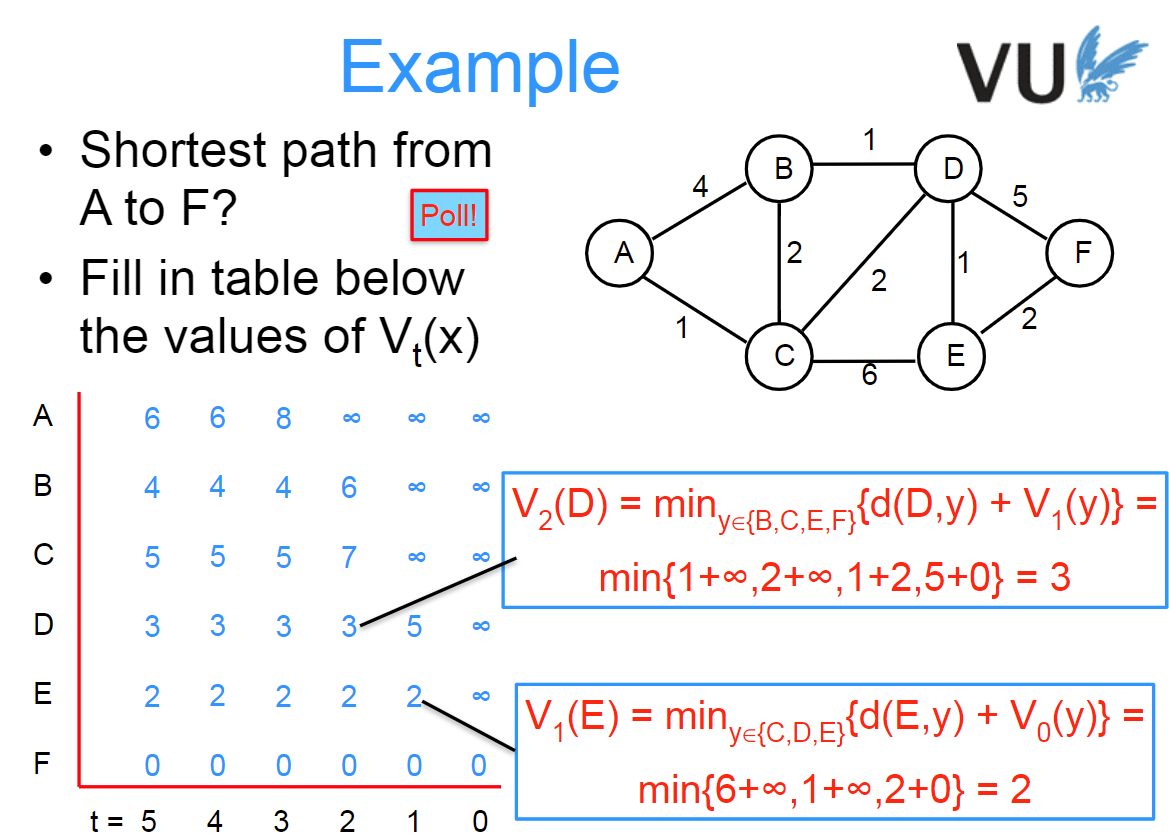 Example
VU
• Shortest path from
A to F?
Poll!
• Fill in table below
the values of Vt(x)
A
B
C
D
E
F
4
1
1
2
2
6
1
5
2
A 6 6 8 ∞ ∞ ∞
B 4 4 4 6 ∞ ∞
C 5 5 5 7 ∞ ∞
D 3 3 3 3 5 ∞
E 2 2 2 2 2 ∞
F 0 0 0 0 0 0
t = 5 4 3 2 1 0
V2(D) = miny∈{B,C,E,F}{d(D,y) + V1(y)} =
min{1+∞,2+∞,1+2,5+0} = 3
V1(E) = miny∈{C,D,E}{d(E,y) + V0(y)} =
min{6+∞,1+∞,2+0} = 2